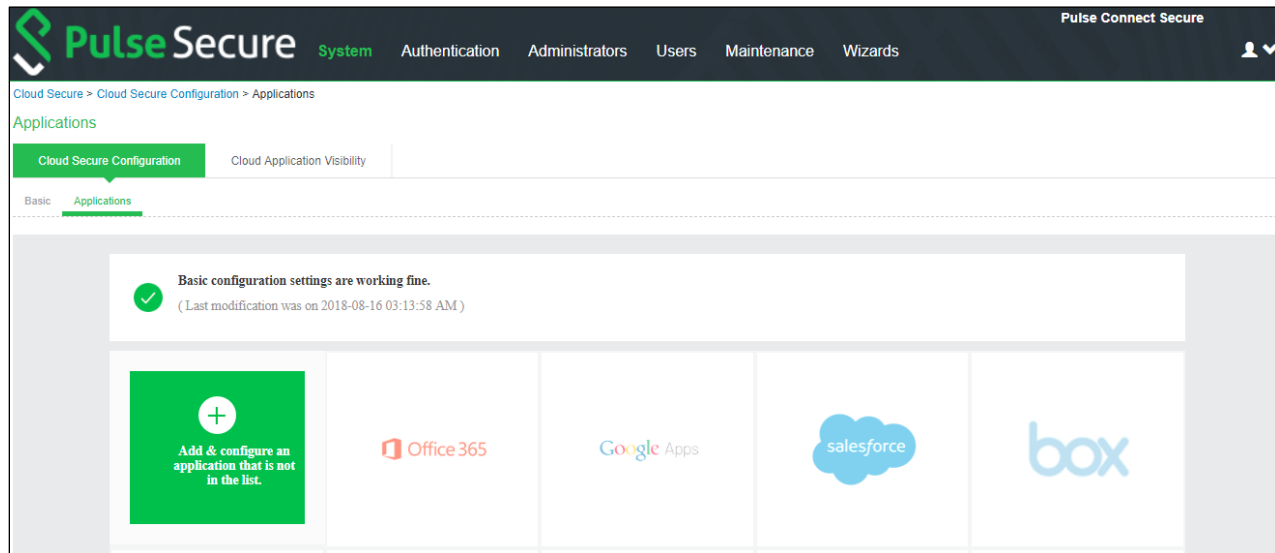 Pulse Connect Secure
Pulse Secure
System Authentication Administrators Users Maintenance Wizards
Cloud Secure > Cloud Secure Configuration > Applications
Applications
Cloud Secure Configuration Cloud Application Visibility
Basic Applications
Basic configuration settings are working fine.
( Last modification was on 2018-08-16 03:13:58 AM )
Add & configure an
application that is not
in the list.
Office 365
Google Apps
salesforce
box